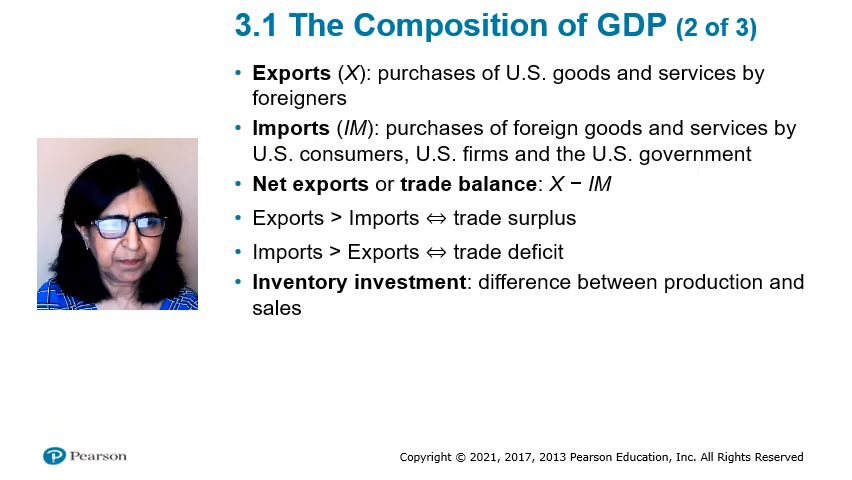 3.1 The Composition of GDP (2 of 3)
• Exports (X): purchases of U.S. goods and services by
foreigners
• Imports (IM): purchases of foreign goods and services by
U.S. consumers, U.S. firms and the U.S. government
• Net exports or trade balance: X − IM
• Exports > Imports ⇔ trade surplus
• Imports > Exports ⇔ trade deficit
• Inventory investment: difference between production and
sales
P Pearson
Copyright © 2021, 2017, 2013 Pearson Education, Inc. All Rights Reserved